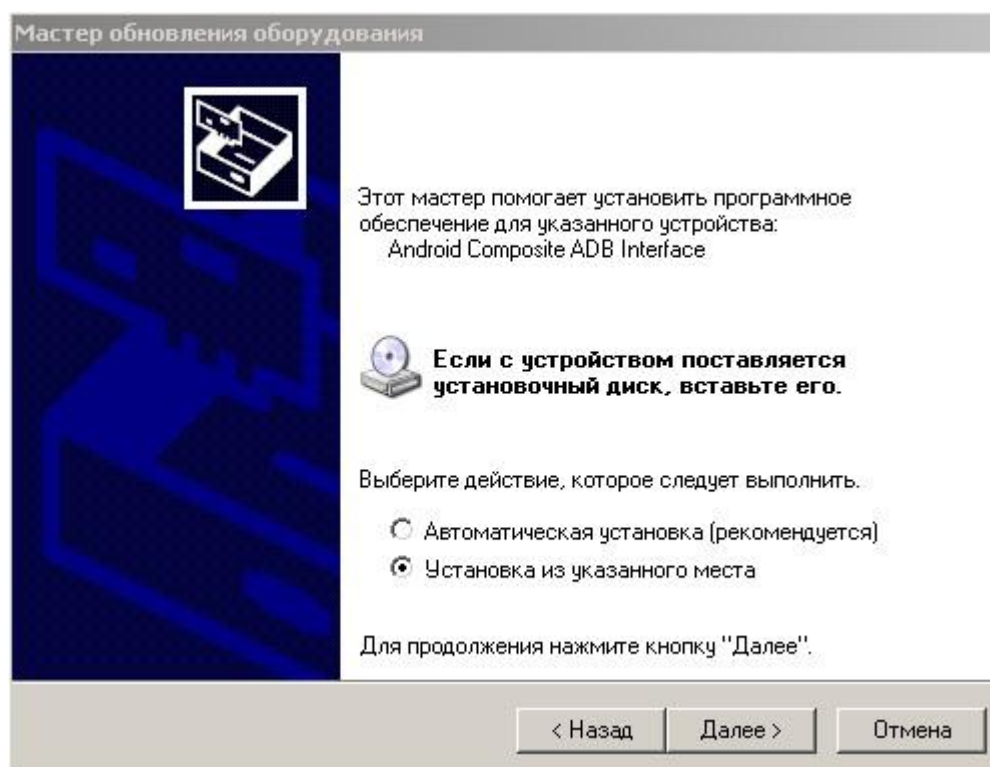 Мастер обновления оборудования
Этот мастер помогает установить программное
обеспечение для указанного устройства:
Android Composite ADB Interface
Если с устройством поставляется
установочный диск, вставьте его.
Выберите действие, которое следует выполнить.
Автоматическая установка (рекомендуется)
Установка из указанного места
Для продолжения нажмите кнопку "Далее".
< Назад
Далее >
Отмена